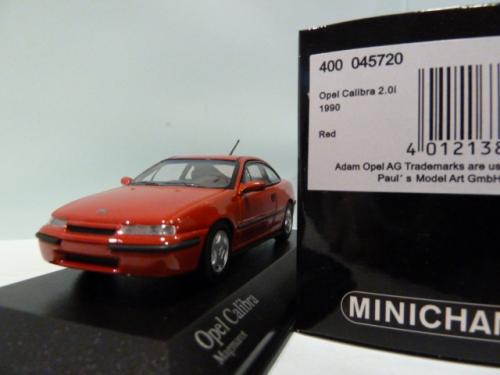 400 045720
Opel Calibra 2.0i
1990
Red
4 012138
Adam Opel AG Trademarks are us
Paul´s Model Art GmbH
MINICHAM
Opel Calibra